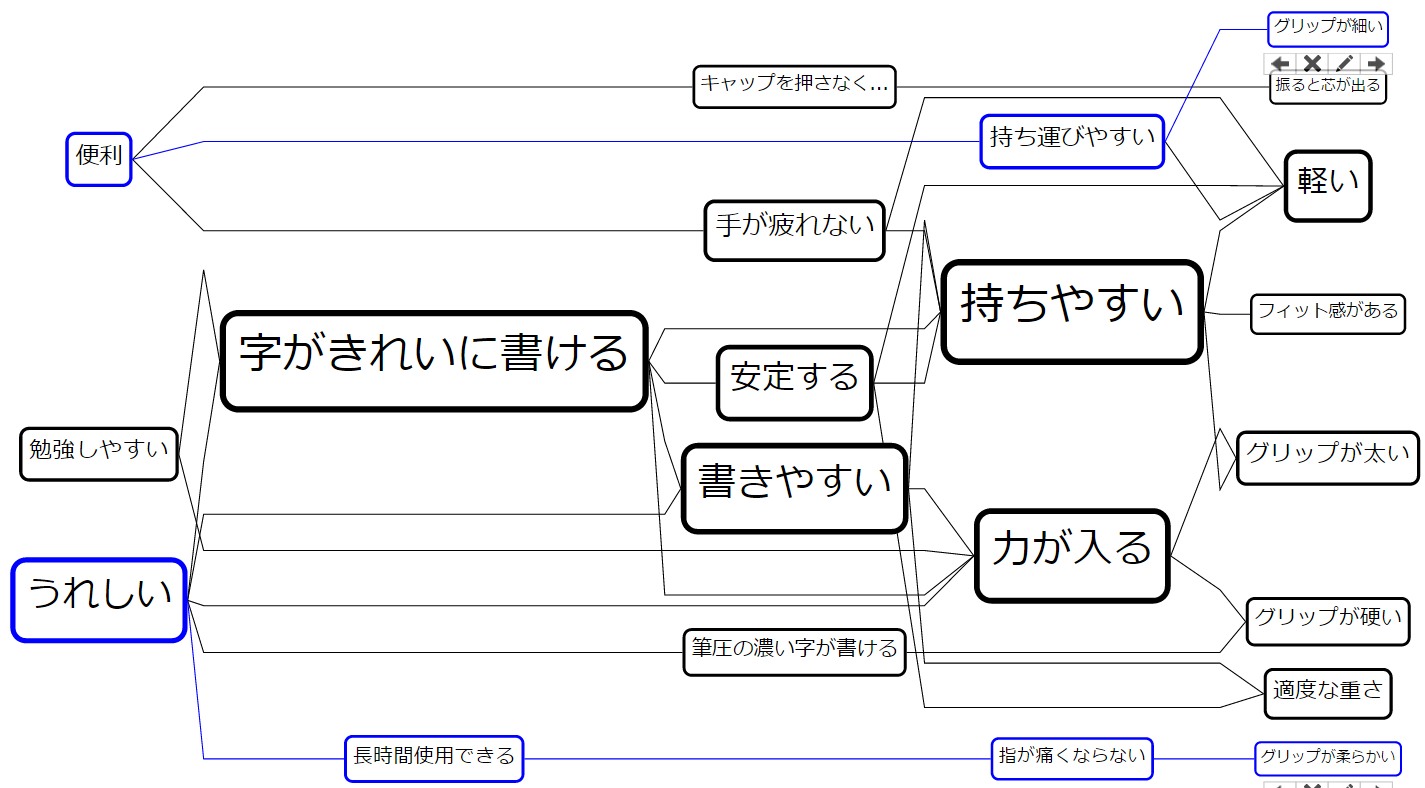 グリップが細い
キャップを押さなく...
振ると芯が出る
便利
持ち運びやすい
軽い
手が疲れない
持ちやすい
フィット感がある
字がきれいに書ける
安定する
勉強しやすい
グリップが太い
書きやすい
力が入る
うれしい
グリップが硬い
筆圧の濃い字が書ける
適度な重さ
長時間使用できる
指が痛くならない
グリップが柔らかい